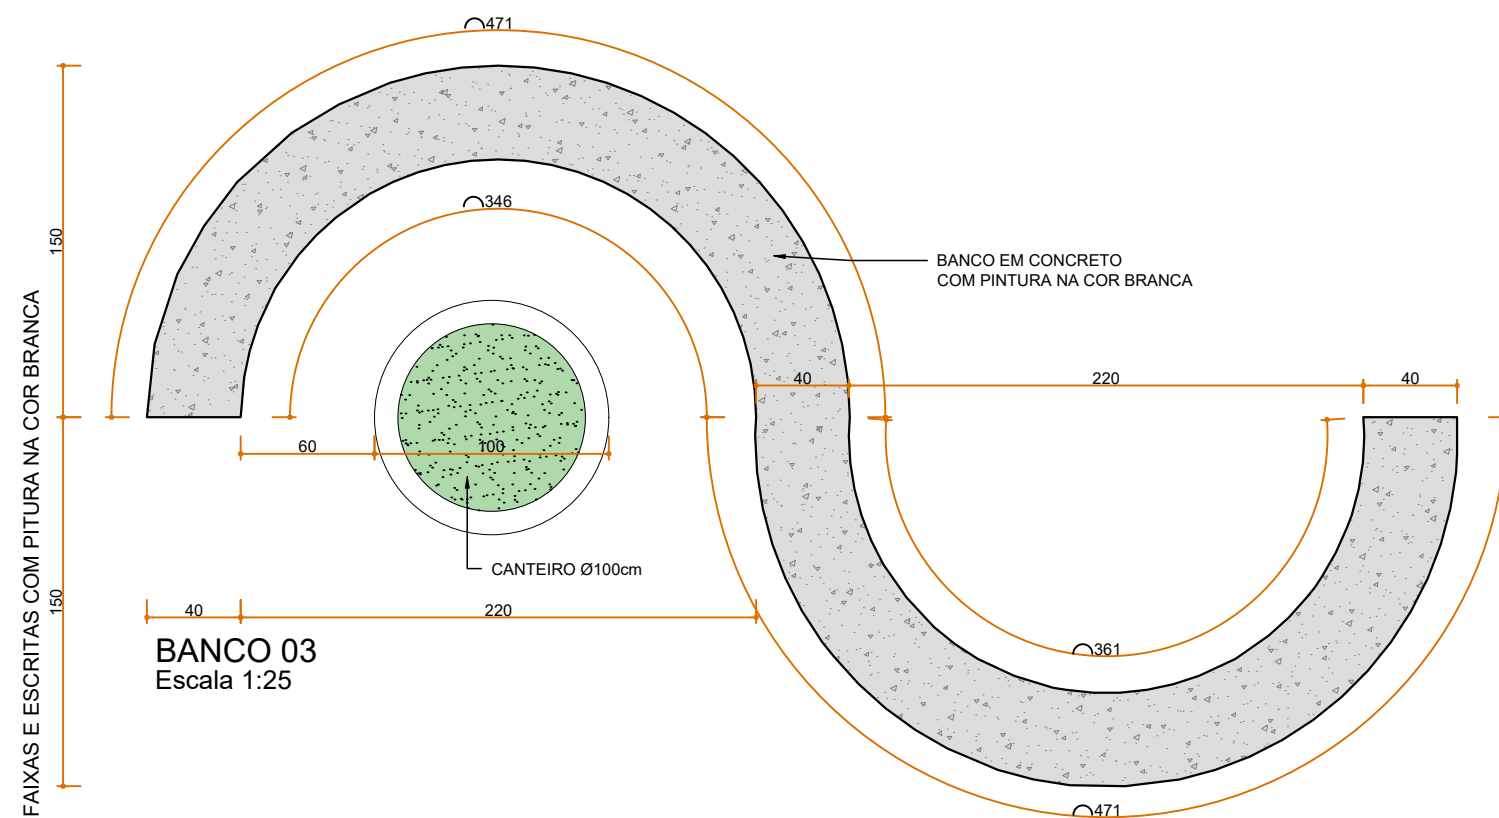 471
346
150
BANCO EM CONCRETO
COM PINTURA NA COR BRANCA
40
220
40
60
100
CANTEIRO Ø100cm
150
40
220
BANCO 03
Escala 1:25
361
471
FAIXAS E ESCRITAS COM PITURA NA COR BRANCA